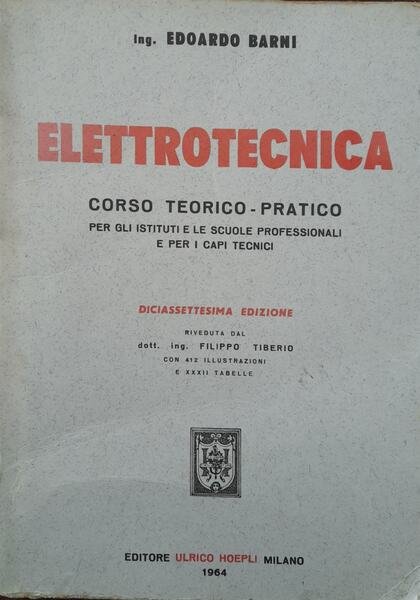 Ing. EDOARDO BARNI
ELETTROTECNICA
CORSO TEORICO - PRATICO
PER GLI ISTITUTI E LE SCUOLE PROFESSIONALI
E PER I CAPI TECNICI
DICIASSETTESIMA EDIZIONE
RIVEDUTA DAL
dott. ing. FILIPPO TIBERIO
CON 412 ILLUSTRAZIONI
E XXXII TABELLE
EDITORE ULRICO HOEPLI MILANO
1964